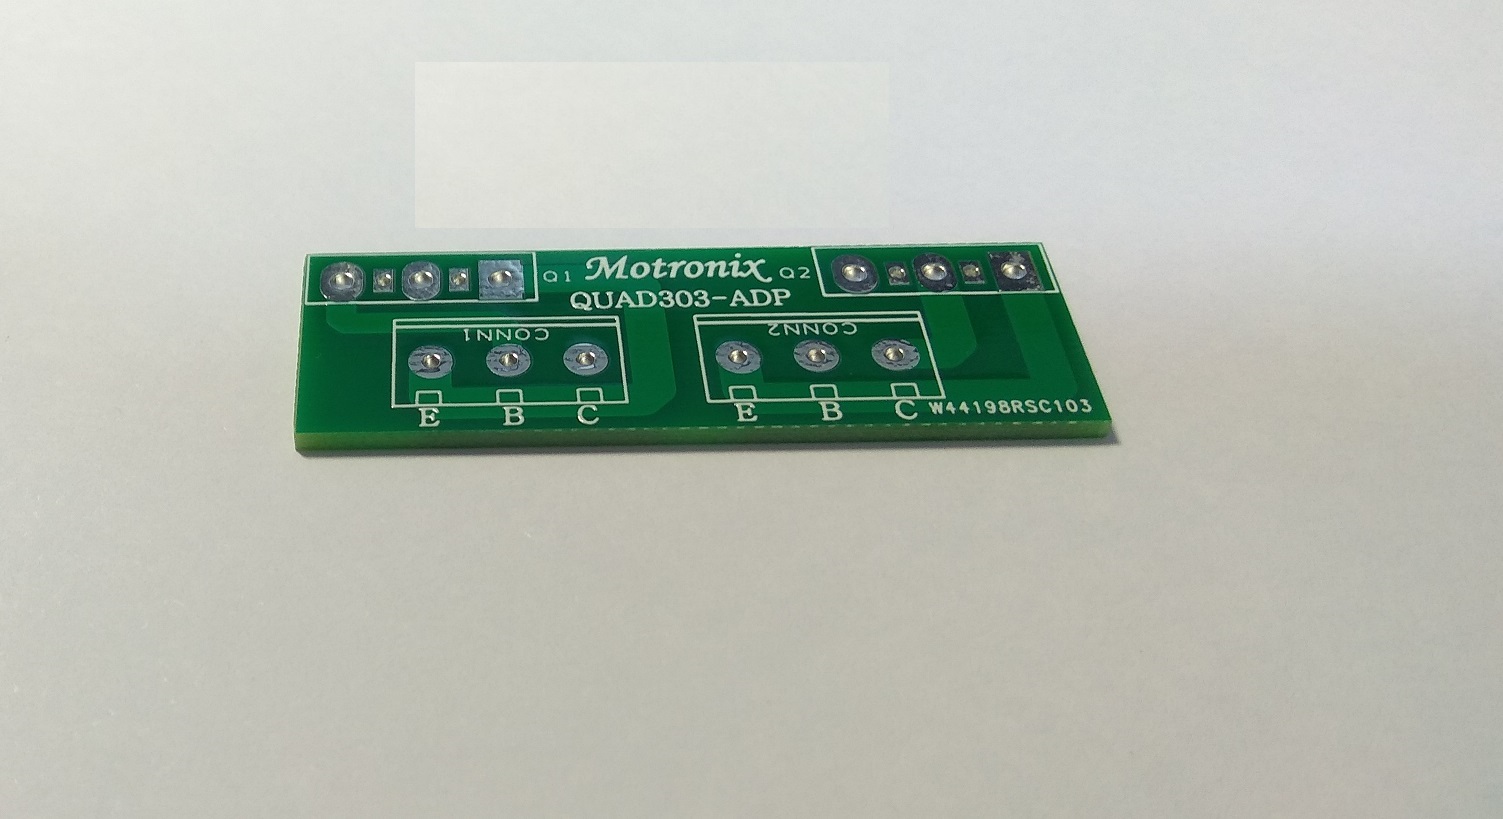 Q1 Motronix Q2
QUAD303-ADP
CONN1 CONN2
E B C E B C W44198RSC103